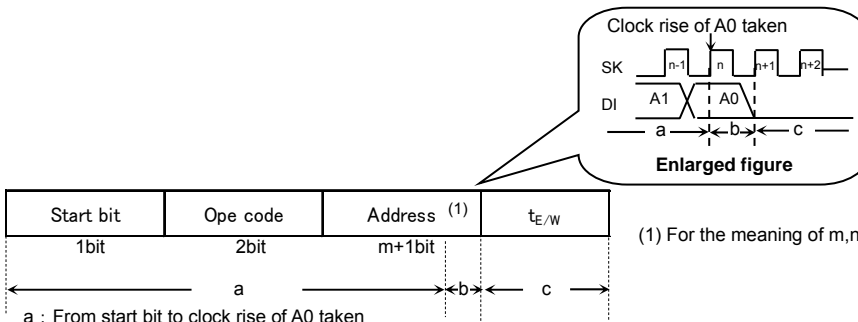 Clock rise of A0 taken
SK n-1 n n+1 n+2
DI A1 A0
a b c
Enlarged figure
Start bit Ope code Address (1) tE/W
1bit 2bit m+1bit
(1) For the meaning of m,n
a b c
a : From start bit to clock rise of A0 taken